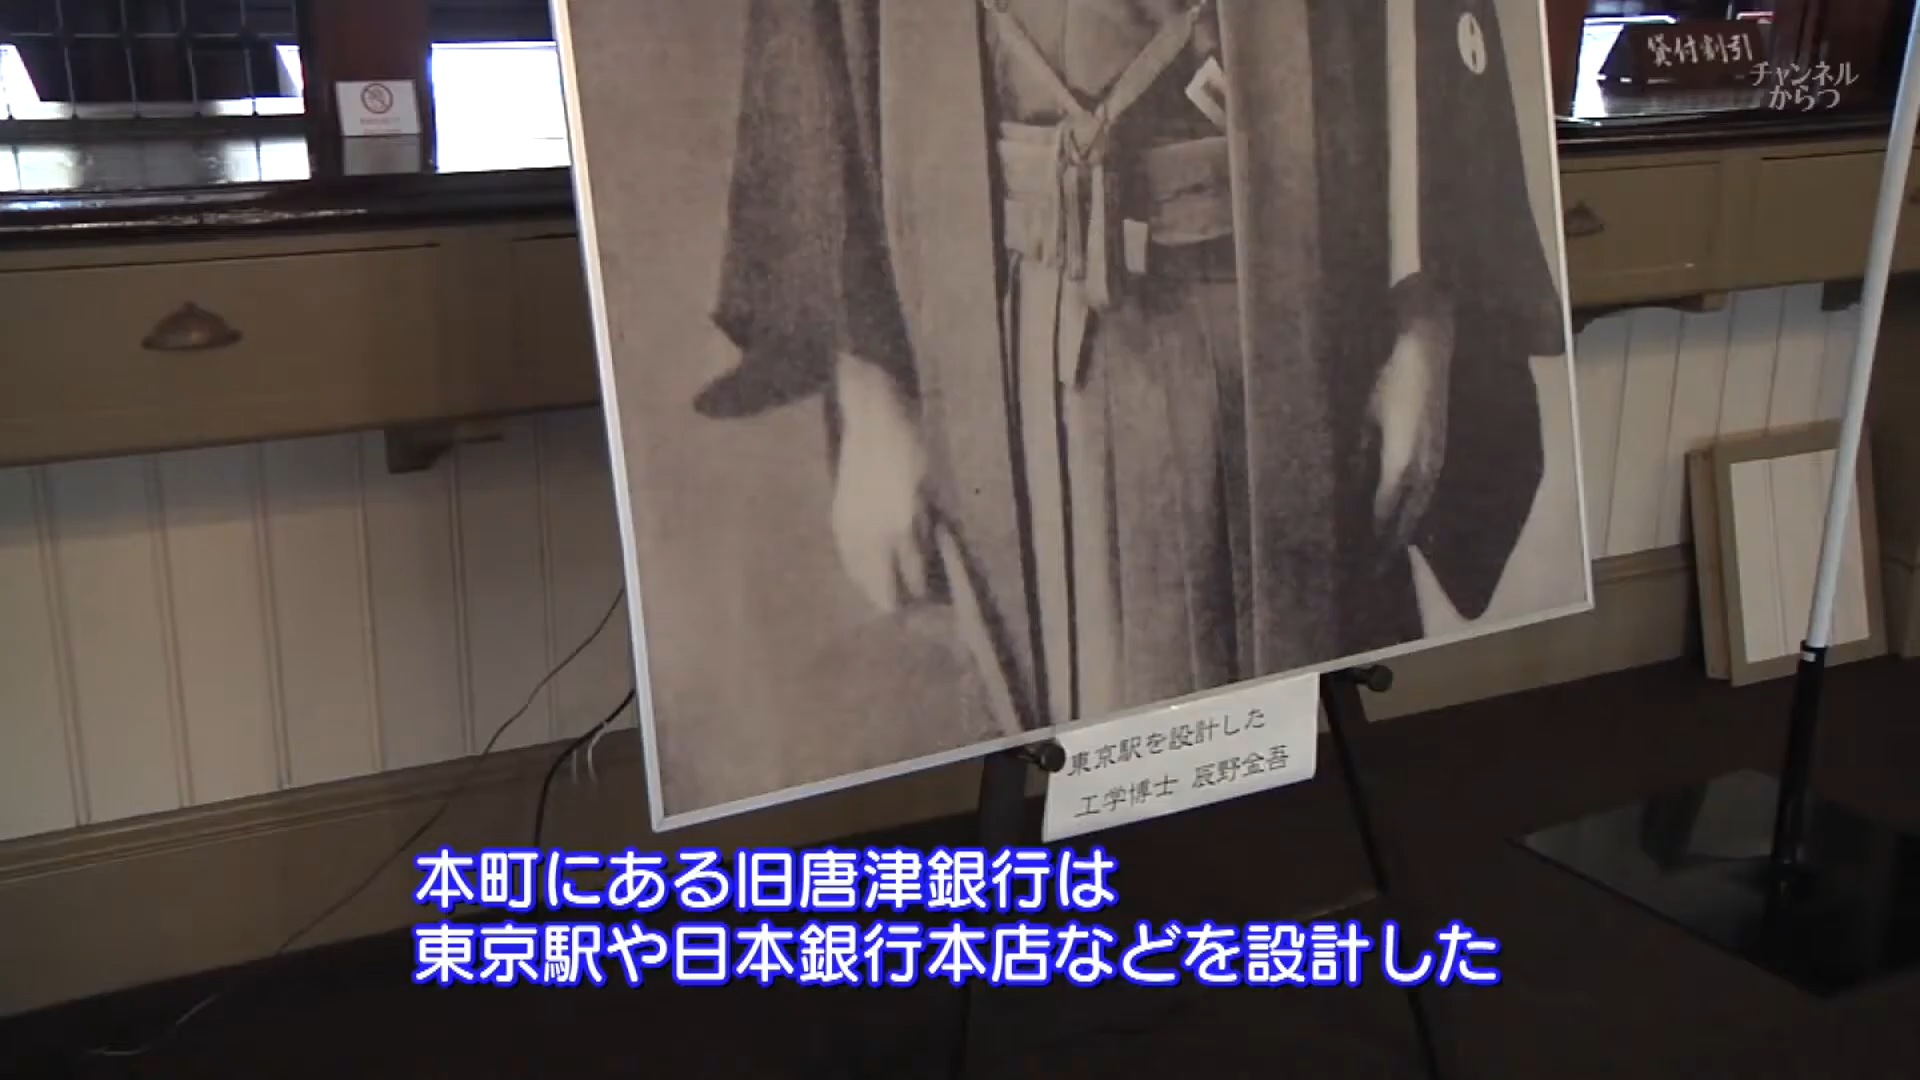 貸付割引
チャンネル
からつ
東京駅を設計した
工学博士 辰野金吾
本町にある旧唐津銀行は
東京駅や日本銀行本店などを設計した